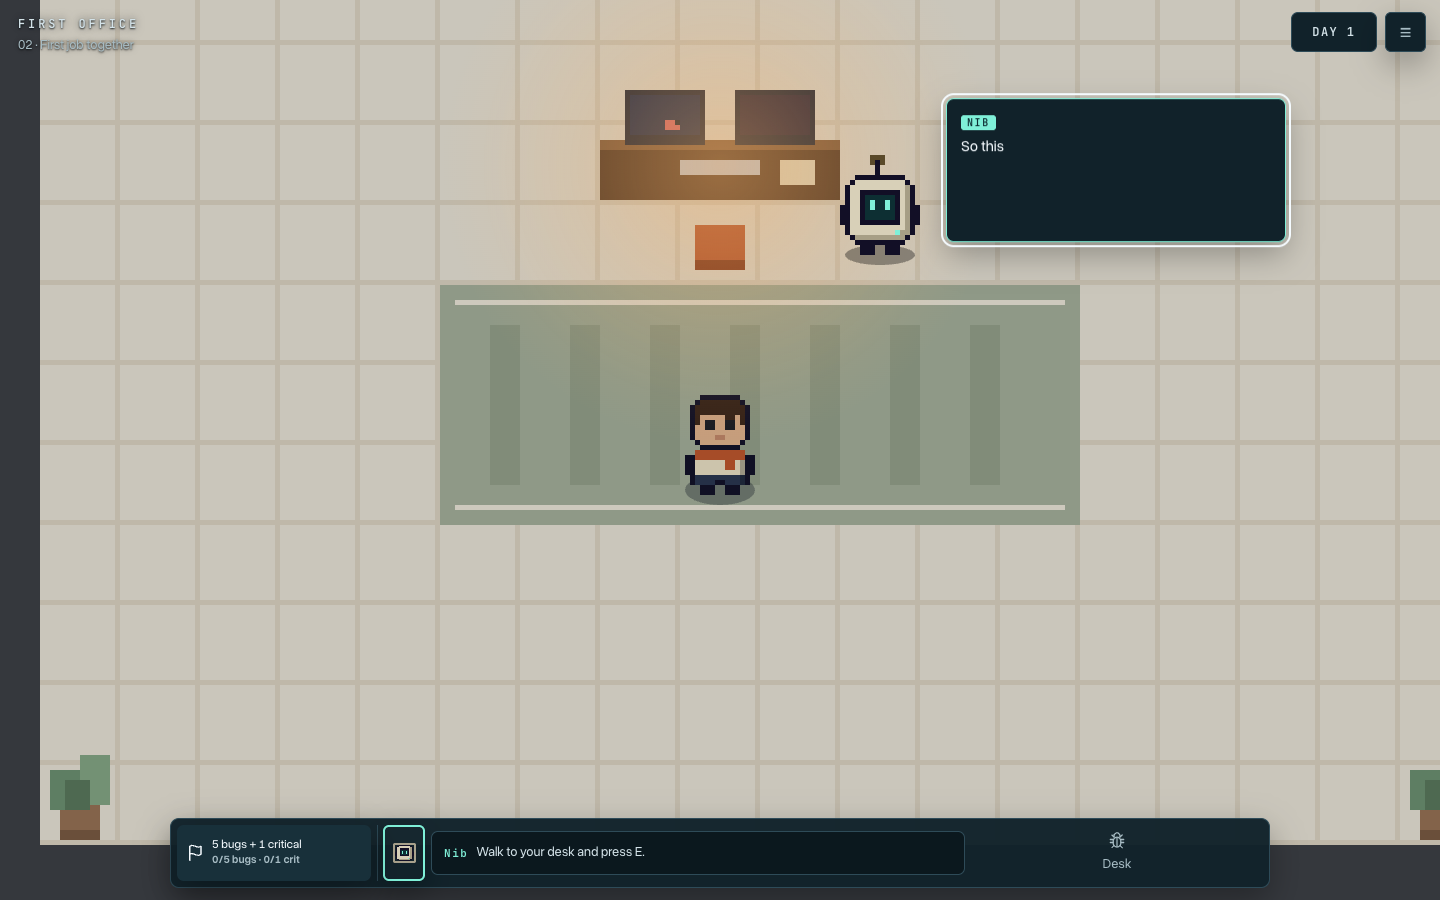 FIRST OFFICE
02 · First job together
DAY 1
NIB
So this
5 bugs + 1 critical
0/5 bugs · 0/1 crit
Nib Walk to your desk and press E.
Desk